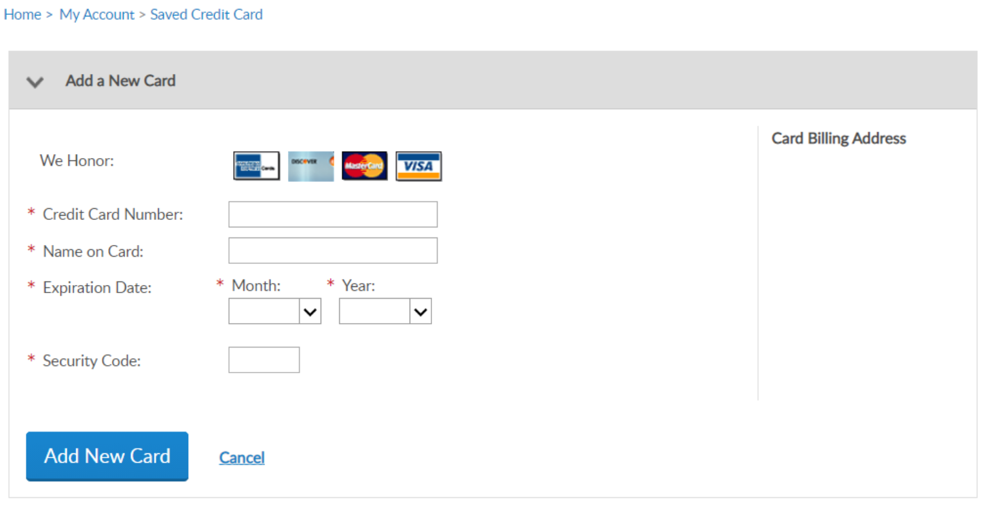 Home > My Account > Saved Credit Card
Add a New Card
We Honor:
Cards DISCOVER MasterCard VISA
Card Billing Address
* Credit Card Number:
* Name on Card:
* Expiration Date: * Month: * Year:
* Security Code:
Add New Card Cancel